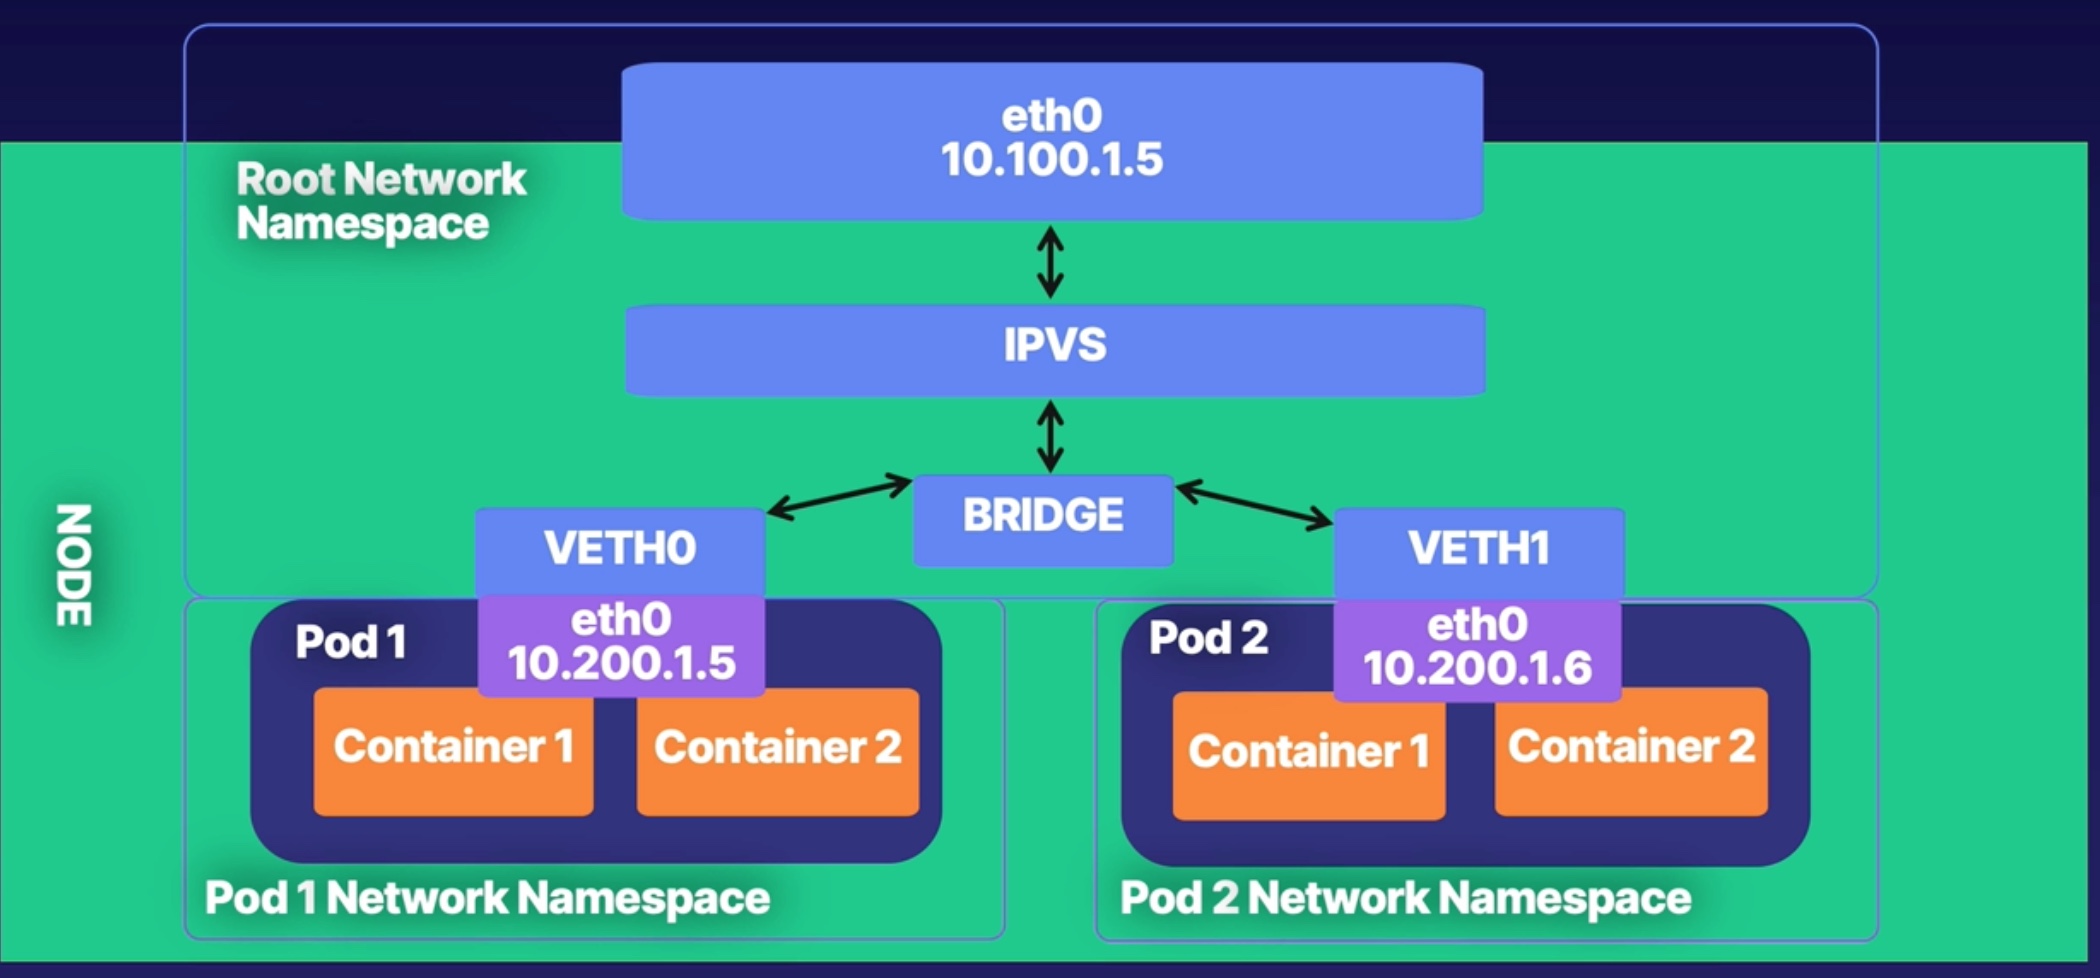 eth0
10.100.1.5
Root Network
Namespace
IPVS
BRIDGE
VETH0
VETH1
NODE
Pod 1
eth0
10.200.1.5
Container 1
Container 2
Pod 1 Network Namespace
Pod 2
eth0
10.200.1.6
Container 1
Container 2
Pod 2 Network Namespace